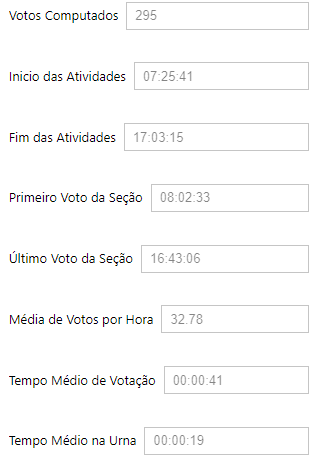 Votos Computados 295
Inicio das Atividades 07:25:41
Fim das Atividades 17:03:15
Primeiro Voto da Seção 08:02:33
Último Voto da Seção 16:43:06
Média de Votos por Hora 32.78
Tempo Médio de Votação 00:00:41
Tempo Médio na Urna 00:00:19